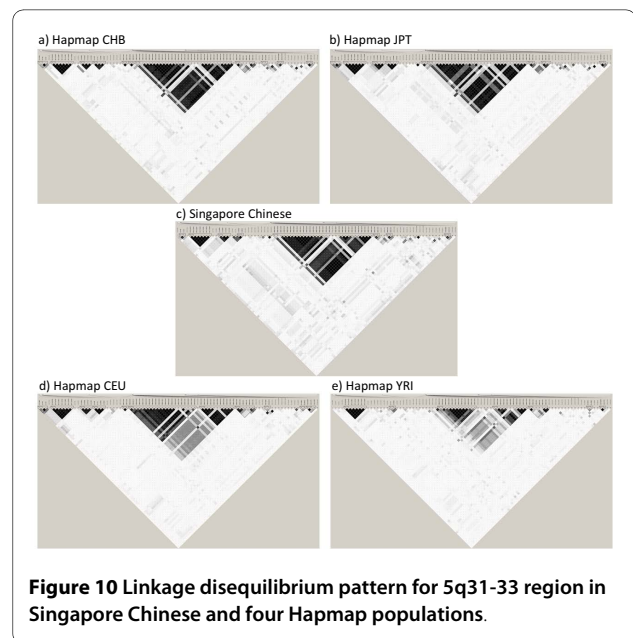 a) Hapmap CHB
b) Hapmap JPT
c) Singapore Chinese
d) Hapmap CEU
e) Hapmap YRI
Figure 10 Linkage disequilibrium pattern for 5q31-33 region in
Singapore Chinese and four Hapmap populations.